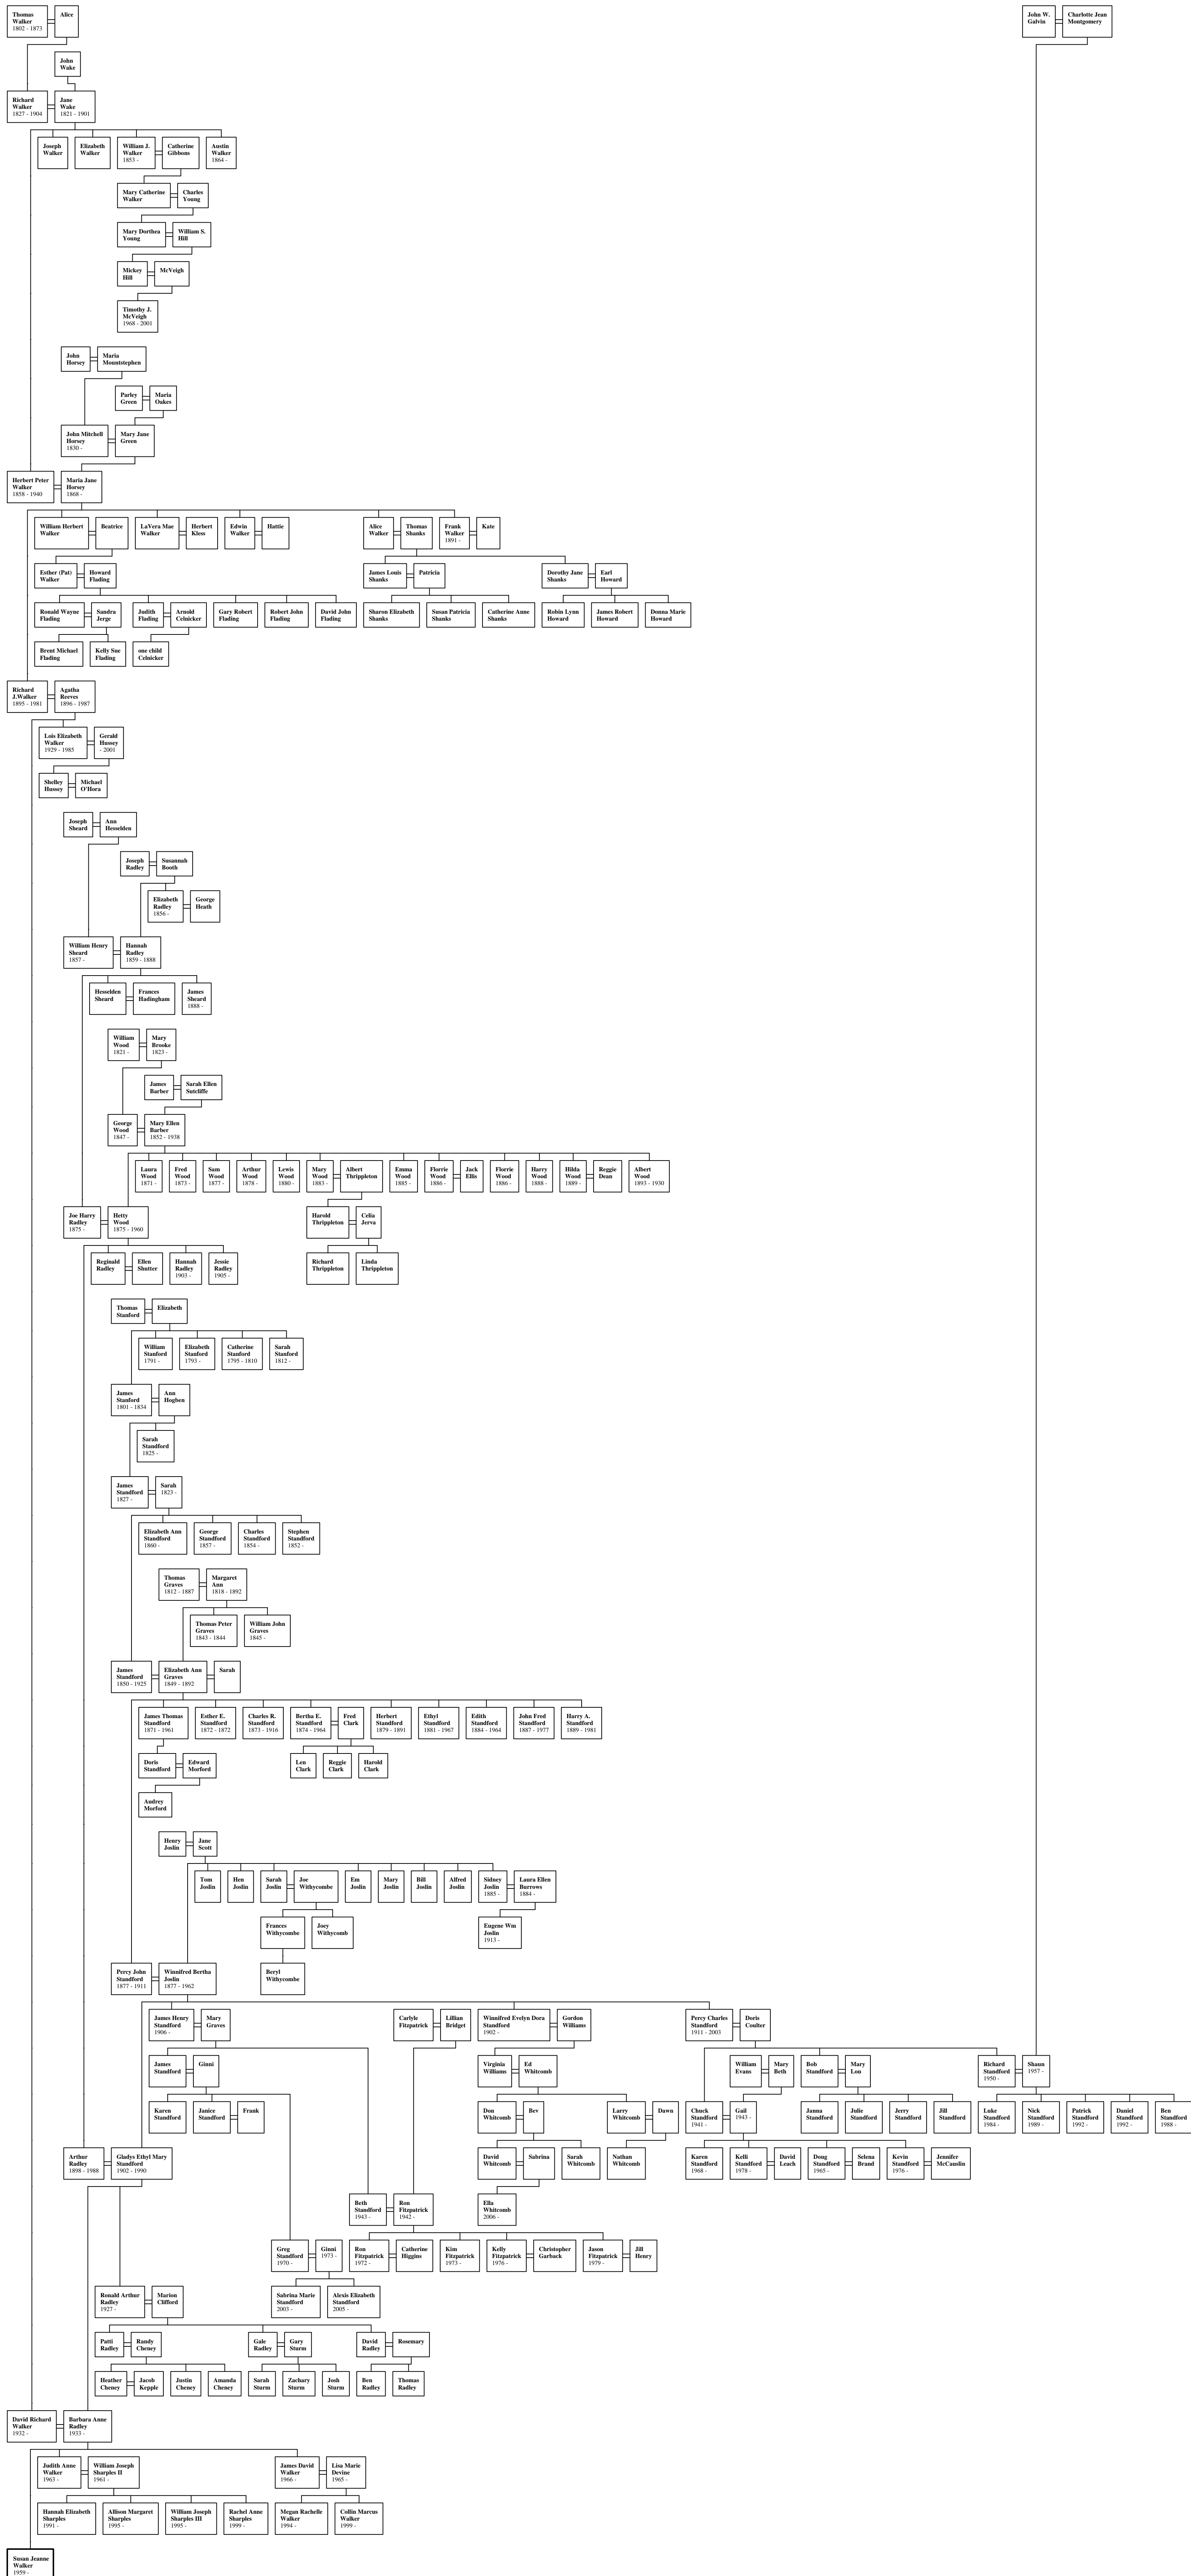 Thomas
Walker
1802 - 1873
Alice
John W.
Galvin
Charlotte Jean
Montgomery
John
Wake
Richard
Walker
1827 - 1904
Jane
Wake
1821 - 1901
Joseph
Walker
Elizabeth
Walker
William J.
Walker
1853 -
Catherine
Gibbons
Austin
Walker
1864 -
Mary Catherine
Walker
Charles
Young
Mary Dorthea
Young
William S.
Hill
Mickey
Hill
McVeigh
Timothy J.
McVeigh
1968 - 2001
John
Horsey
Maria
Mountstephen
Parley
Green
Maria
Oakes
John Mitchell
Horsey
1830 -
Mary Jane
Green
Herbert Peter
Walker
1858 - 1940
Maria Jane
Horsey
1868 -
William Herbert
Walker
Beatrice
LaVera Mae
Walker
Herbert
Kless
Edwin
Walker
Hattie
Alice
Walker
Thomas
Shanks
Frank
Walker
1891 -
Kate
Esther (Pat)
Walker
Howard
Flading
James Louis
Shanks
Patricia
Dorothy Jane
Shanks
Earl
Howard
Ronald Wayne
Flading
Sandra
Jerge
Judith
Flading
Arnold
Celnicker
Gary Robert
Flading
Robert John
Flading
David John
Flading
Sharon Elizabeth
Shanks
Susan Patricia
Shanks
Catherine Anne
Shanks
Robin Lynn
Howard
James Robert
Howard
Donna Marie
Howard
Brent Michael
Flading
Kelly Sue
Flading
one child
Celnicker
Richard
J.Walker
1895 - 1981
Agatha
Reeves
1896 - 1987
Lois Elizabeth
Walker
1929 - 1985
Gerald
Hussey
- 2001
Shelley
Hussey
Michael
O'Hora
Joseph
Sheard
Ann
Hesselden
Joseph
Radley
Susannah
Booth
Elizabeth
Radley
1856 -
George
Heath
William Henry
Sheard
1857 -
Hannah
Radley
1859 - 1888
Hesselden
Sheard
Frances
Hadingham
James
Sheard
1888 -
William
Wood
1821 -
Mary
Brooke
1823 -
James
Barber
Sarah Ellen
Sutcliffe
George
Wood
1847 -
Mary Ellen
Barber
1852 - 1938
Laura
Wood
1871 -
Fred
Wood
1873 -
Sam
Wood
1877 -
Arthur
Wood
1878 -
Lewis
Wood
1880 -
Mary
Wood
1883 -
Albert
Thrippleton
Emma
Wood
1885 -
Florrie
Wood
1886 -
Jack
Ellis
Florrie
Wood
1886 -
Harry
Wood
1888 -
Hilda
Wood
1889 -
Reggie
Dean
Albert
Wood
1893 - 1930
Joe Harry
Radley
1875 -
Hetty
Wood
1875 - 1960
Harold
Thrippleton
Celia
Jerva
Reginald
Radley
Ellen
Shutter
Hannah
Radley
1903 -
Jessie
Radley
1905 -
Richard
Thrippleton
Linda
Thrippleton
Thomas
Stanford
Elizabeth
William
Stanford
1791 -
Elizabeth
Stanford
1793 -
Catherine
Stanford
1795 - 1810
Sarah
Stanford
1812 -
James
Stanford
1801 - 1834
Ann
Hogben
Sarah
Standford
1825 -
James
Standford
1827 -
Sarah
1823 -
Elizabeth Ann
Standford
1860 -
George
Standford
1857 -
Charles
Standford
1854 -
Stephen
Standford
1852 -
Thomas
Graves
1812 - 1887
Margaret
Ann
1818 - 1892
Thomas Peter
Graves
1843 - 1844
William John
Graves
1845 -
James
Standford
1850 - 1925
Elizabeth Ann
Graves
1849 - 1892
Sarah
James Thomas
Standford
1871 - 1961
Esther E.
Standford
1872 - 1872
Charles R.
Standford
1873 - 1916
Bertha E.
Standford
1874 - 1964
Fred
Clark
Herbert
Standford
1879 - 1891
Ethyl
Standford
1881 - 1967
Edith
Standford
1884 - 1964
John Fred
Standford
1887 - 1977
Harry A.
Standford
1889 - 1981
Doris
Standford
Edward
Morford
Len
Clark
Reggie
Clark
Harold
Clark
Audrey
Morford
Henry
Joslin
Jane
Scott
Tom
Joslin
Hen
Joslin
Sarah
Joslin
Joe
Withycombe
Em
Joslin
Mary
Joslin
Bill
Joslin
Alfred
Joslin
Sidney
Joslin
1885 -
Laura Ellen
Burrows
1884 -
Frances
Withycombe
Joey
Withycomb
Eugene Wm
Joslin
1913 -
Percy John
Standford
1877 - 1911
Winnifred Bertha
Joslin
1877 - 1962
Beryl
Withycombe
James Henry
Standford
1906 -
Mary
Graves
Carlyle
Fitzpatrick
Lillian
Bridget
Winnifred Evelyn Dora
Standford
1902 -
Gordon
Williams
Percy Charles
Standford
1911 - 2003
Doris
Coulter
James
Standford
Ginni
Virginia
Williams
Ed
Whitcomb
William
Evans
Mary
Beth
Bob
Standford
Mary
Lou
Richard
Standford
1950 -
Shaun
1957 -
Karen
Standford
Janice
Standford
Frank
Don
Whitcomb
Bev
Larry
Whitcomb
Dawn
Chuck
Standford
1941 -
Gail
1943 -
Janna
Standford
Julie
Standford
Jerry
Standford
Jill
Standford
Luke
Standford
1984 -
Nick
Standford
1989 -
Patrick
Standford
1992 -
Daniel
Standford
1992 -
Ben
Standford
1988 -
Arthur
Radley
1898 - 1988
Gladys Ethyl Mary
Standford
1902 - 1990
David
Whitcomb
Sabrina
Sarah
Whitcomb
Nathan
Whitcomb
Karen
Standford
1968 -
Kelli
Standford
1978 -
David
Leach
Doug
Standford
1965 -
Selena
Brand
Kevin
Standford
1976 -
Jennifer
McCauslin
Beth
Standford
1943 -
Ron
Fitzpatrick
1942 -
Ella
Whitcomb
2006 -
Greg
Standford
1970 -
Ginni
1973 -
Ron
Fitzpatrick
1972 -
Catherine
Higgins
Kim
Fitzpatrick
1973 -
Kelly
Fitzpatrick
1976 -
Christopher
Garback
Jason
Fitzpatrick
1979 -
Jill
Henry
Ronald Arthur
Radley
1927 -
Marion
Clifford
Sabrina Marie
Standford
2003 -
Alexis Elizabeth
Standford
2005 -
Patti
Radley
Randy
Cheney
Gale
Radley
Gary
Sturm
David
Radley
Rosemary
Heather
Cheney
Jacob
Kepple
Justin
Cheney
Amanda
Cheney
Sarah
Sturm
Zachary
Sturm
Josh
Sturm
Ben
Radley
Thomas
Radley
David Richard
Walker
1932 -
Barbara Anne
Radley
1933 -
Judith Anne
Walker
1963 -
William Joseph
Sharples II
1961 -
James David
Walker
1966 -
Lisa Marie
Devine
1965 -
Hannah Elizabeth
Sharples
1991 -
Allison Margaret
Sharples
1995 -
William Joseph
Sharples III
1995 -
Rachel Anne
Sharples
1999 -
Megan Rachelle
Walker
1994 -
Collin Marcus
Walker
1999 -
Susan Jeanne
Walker
1959 -